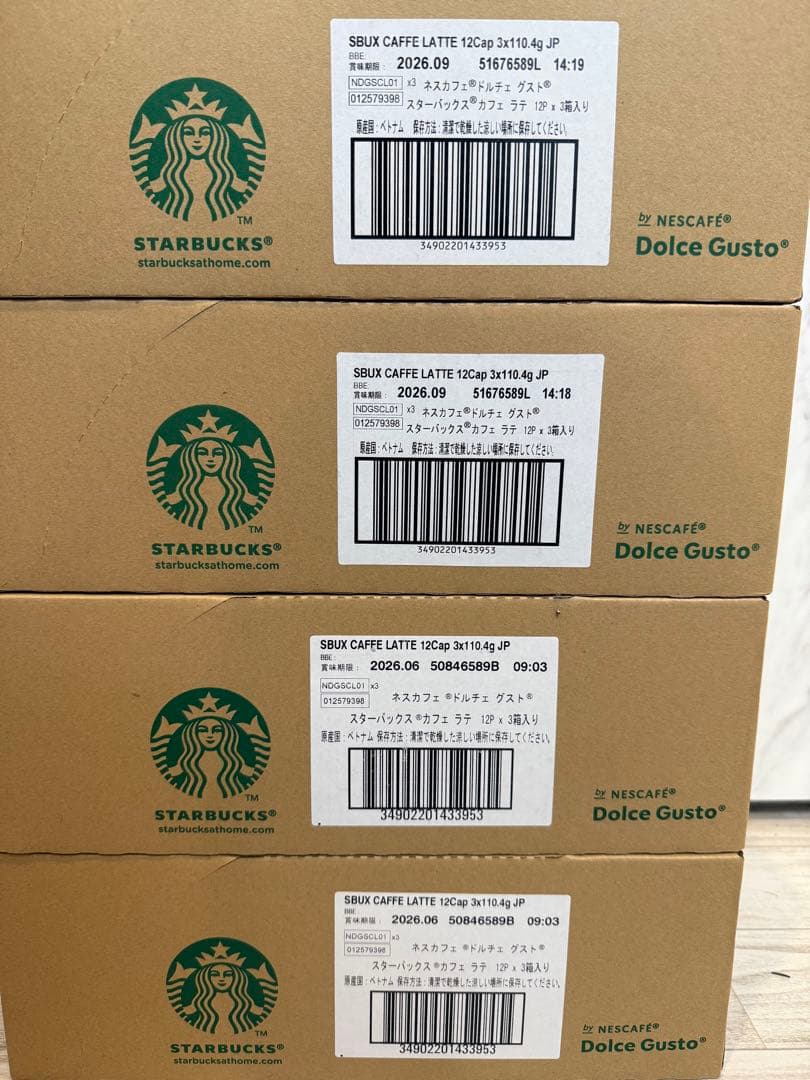 SBUX CAFFE LATTE 12Cap 3x110.4g JP
BBE:
賞味期限: 2026.09 51676589L 14:19
NDGSCL01 x3 ネスカフェ®ドルチェ グスト®
012579398 スターバックス®カフェ ラテ 12P x 3箱入り
原産国:ベトナム 保存方法:清潔で乾燥した涼しい場所に保存してください。
34902201433953
TM
STARBUCKS®
starbucksathome.com
by NESCAFÉ®
Dolce Gusto®
SBUX CAFFE LATTE 12Cap 3x110.4g JP
BBE:
賞味期限: 2026.09 51676589L 14:18
NDGSCL01 x3 ネスカフェ®ドルチェ グスト®
012579398 スターバックス®カフェ ラテ 12P x 3箱入り
原産国:ベトナム 保存方法:清潔で乾燥した涼しい場所に保存してください。
34902201433953
TM
STARBUCKS®
starbucksathome.com
by NESCAFÉ®
Dolce Gusto®
SBUX CAFFE LATTE 12Cap 3x110.4g JP
BBE:
賞味期限: 2026.06 50846589B 09:03
NDGSCL01 x3
012579398 ネスカフェ ®ドルチェ グスト®
スターバックス ®カフェ ラテ 12P x 3箱入り
原産国:ベトナム 保存方法:清潔で乾燥した涼しい場所に保存してください。
34902201433953
TM
STARBUCKS®
starbucksathome.com
by NESCAFÉ®
Dolce Gusto®
SBUX CAFFE LATTE 12Cap 3x110.4g JP
BBE:
賞味期限: 2026.06 50846589B 09:03
NDGSCL01 x3
012579398 ネスカフェ ®ドルチェ グスト®
スターバックス ®カフェ ラテ 12P x 3箱入り
原産国:ベトナム 保存方法:清潔で乾燥した涼しい場所に保存してください。
34902201433953
TM
STARBUCKS®
starbucksathome.com
by NESCAFÉ®
Dolce Gusto®